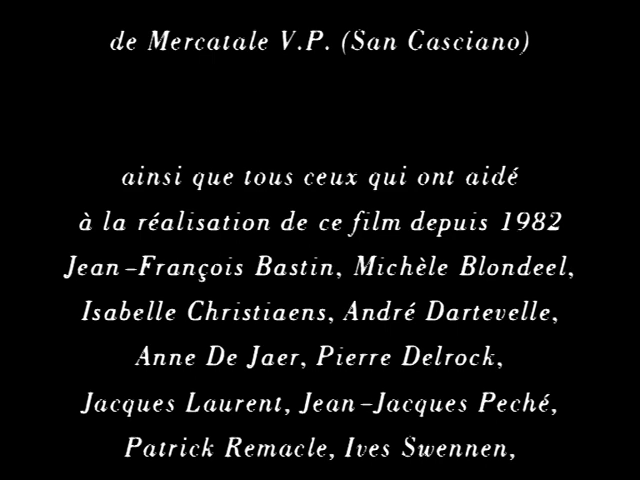 de Mercatale V.P. (San Casciano)
ainsi que tous ceux qui ont aidé
à la réalisation de ce film depuis 1982
Jean-François Bastin, Michèle Blondeel,
Isabelle Christiaens, André Dartevelle,
Anne De Jaer, Pierre Delrock,
Jacques Laurent, Jean-Jacques Peché,
Patrick Remacle, Ives Swennen,